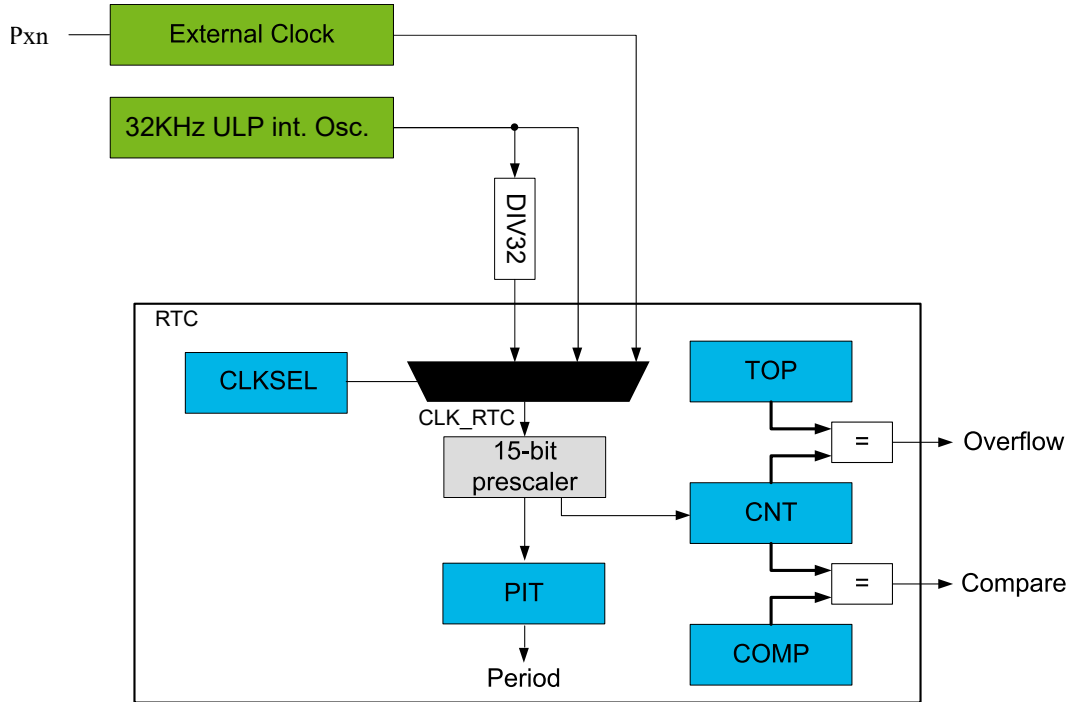 Pxn
External Clock
32KHz ULP int. Osc.
DIV32
RTC
CLKSEL
TOP
CLK_RTC
=
Overflow
15-bit
prescaler
CNT
PIT
=
Compare
COMP
Period